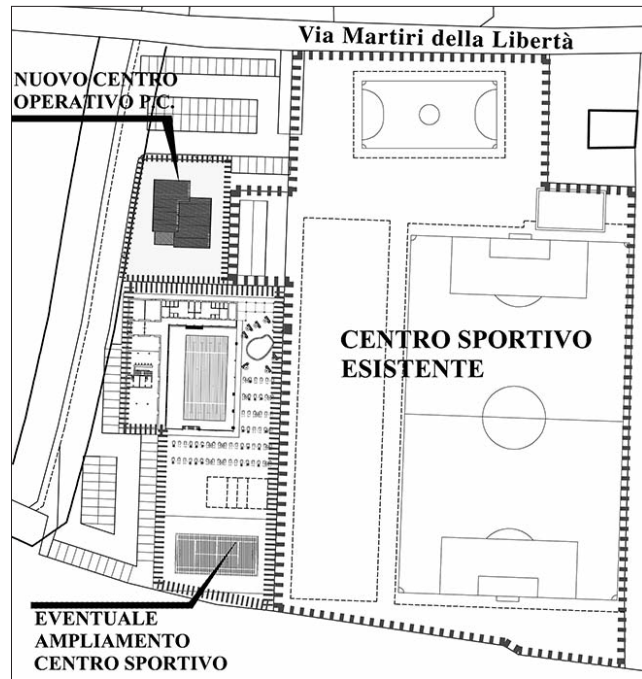 Via Martiri della Libertà
NUOVO CENTRO
OPERATIVO P.C.
CENTRO SPORTIVO
ESISTENTE
EVENTUALE
AMPLIAMENTO
CENTRO SPORTIVO